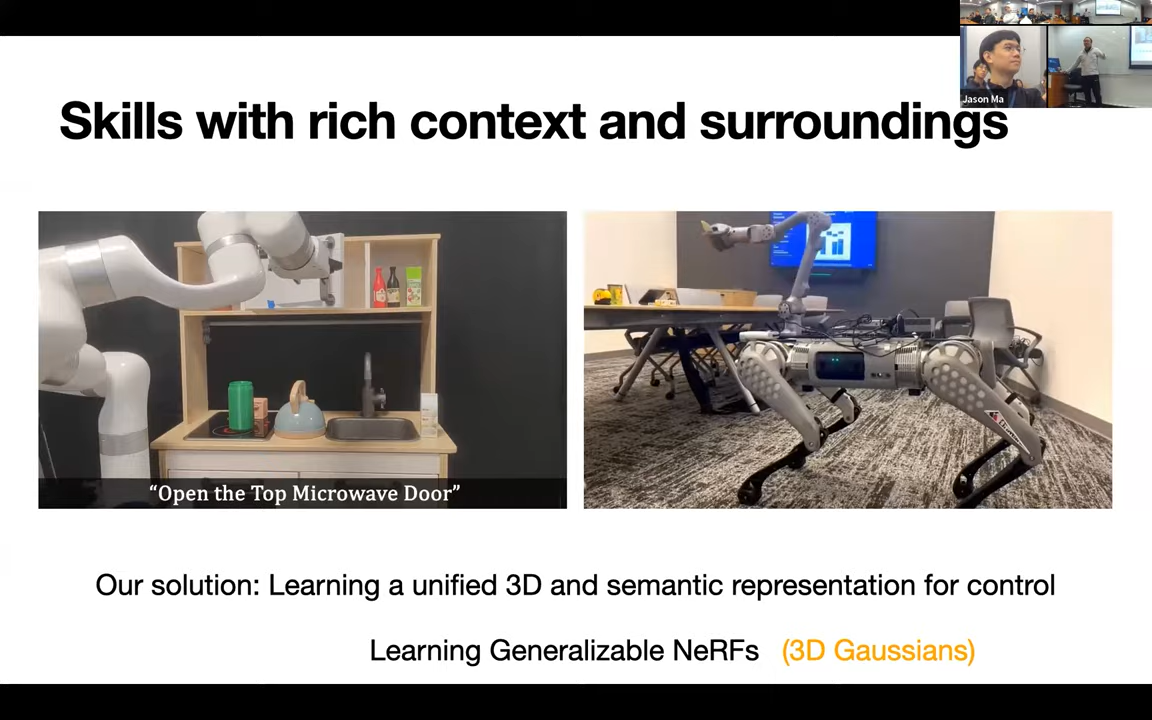 Jason Ma
Skills with rich context and surroundings
“Open the Top Microwave Door”
Our solution: Learning a unified 3D and semantic representation for control
Learning Generalizable NeRFs (3D Gaussians)